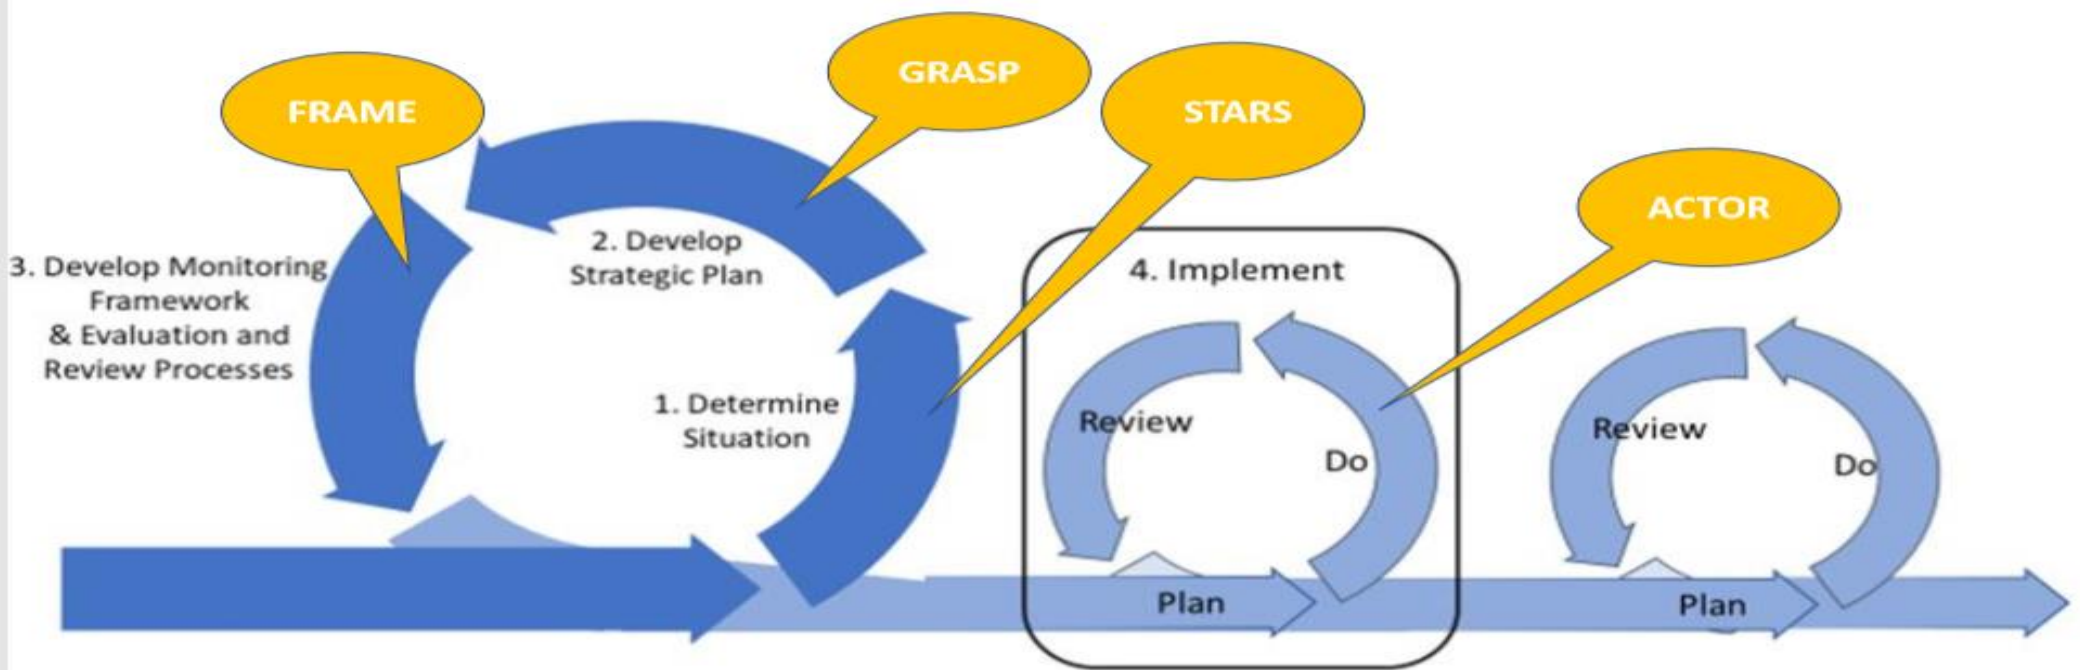 FRAME
GRASP
STARS
ACTOR
3. Develop Monitoring
Framework
& Evaluation and
Review Processes
2. Develop
Strategic Plan
1. Determine
Situation
4. Implement
Review
Do
Plan
Review
Do
Plan